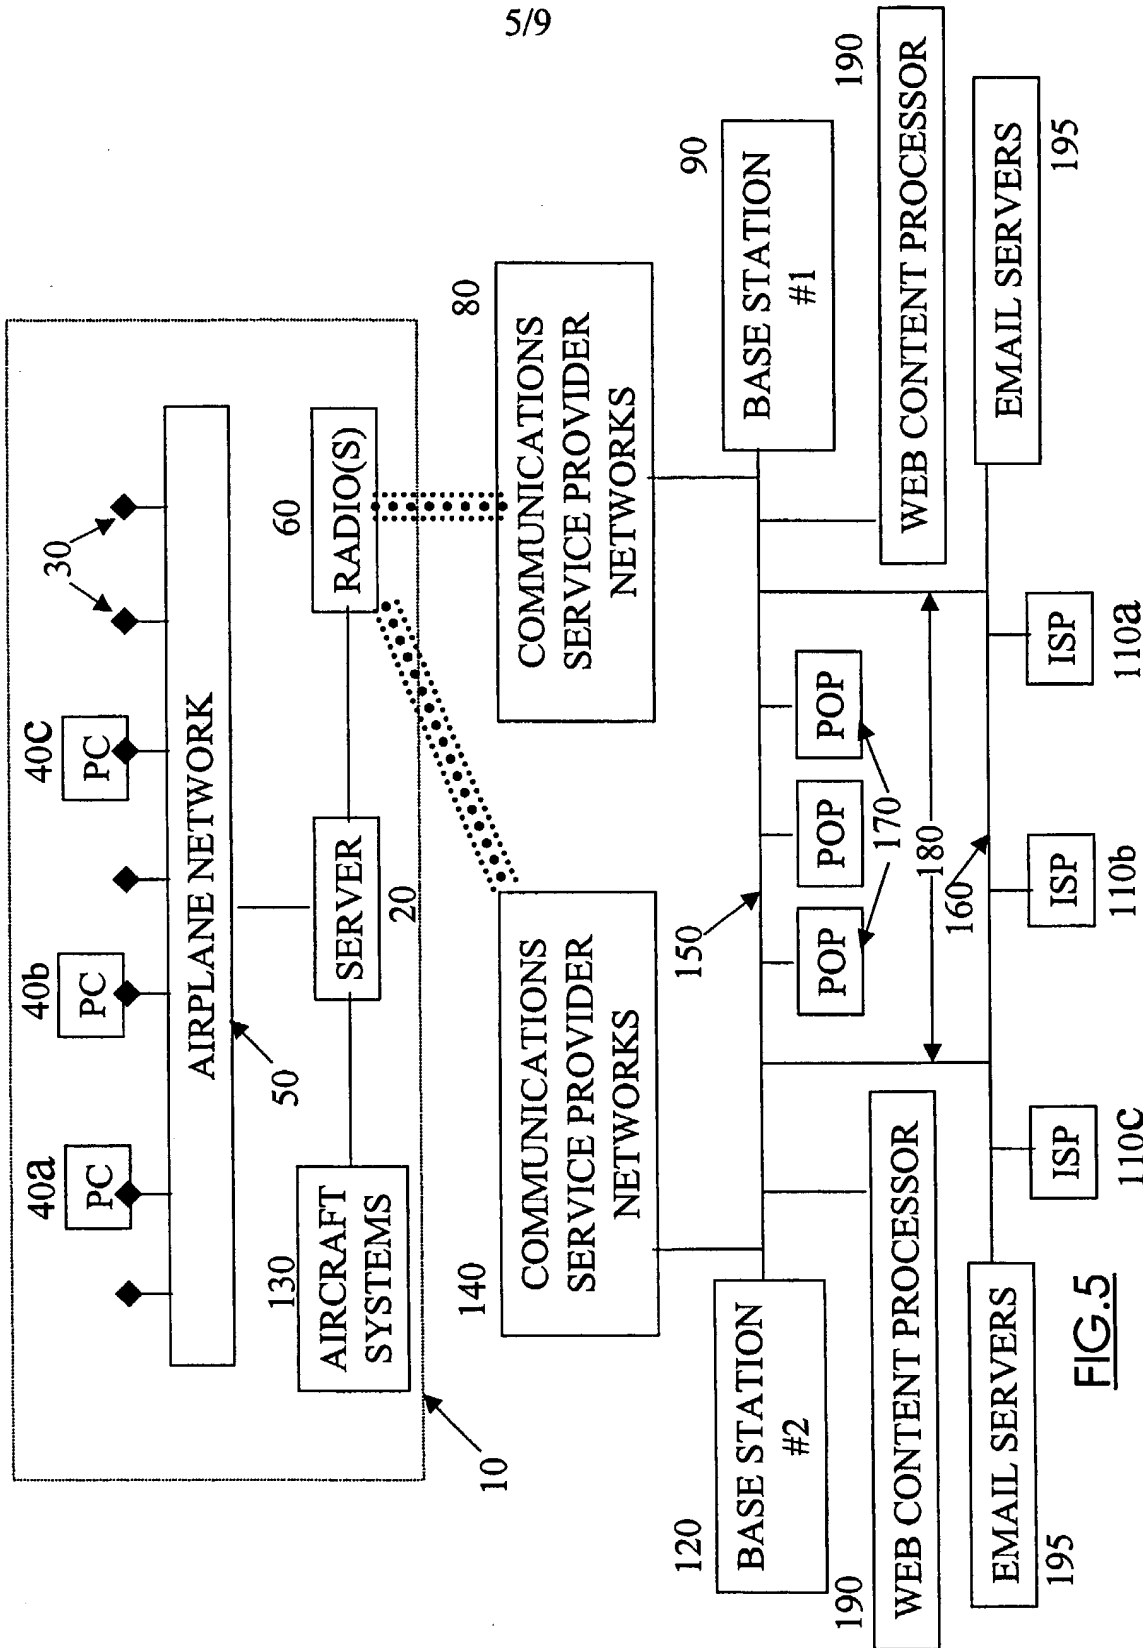 5/9
40a
40b
40c
30
PC
PC
PC
AIRPLANE NETWORK
50
130
AIRCRAFT
SYSTEMS
SERVER
20
60
RADIO(S)
10
140
COMMUNICATIONS
SERVICE PROVIDER
NETWORKS
80
COMMUNICATIONS
SERVICE PROVIDER
NETWORKS
120
BASE STATION
#2
150
90
BASE STATION
#1
POP
POP
POP
170
190
WEB CONTENT PROCESSOR
180
190
WEB CONTENT PROCESSOR
160
EMAIL SERVERS
195
EMAIL SERVERS
195
ISP
110c
ISP
110b
ISP
110a
FIG.5